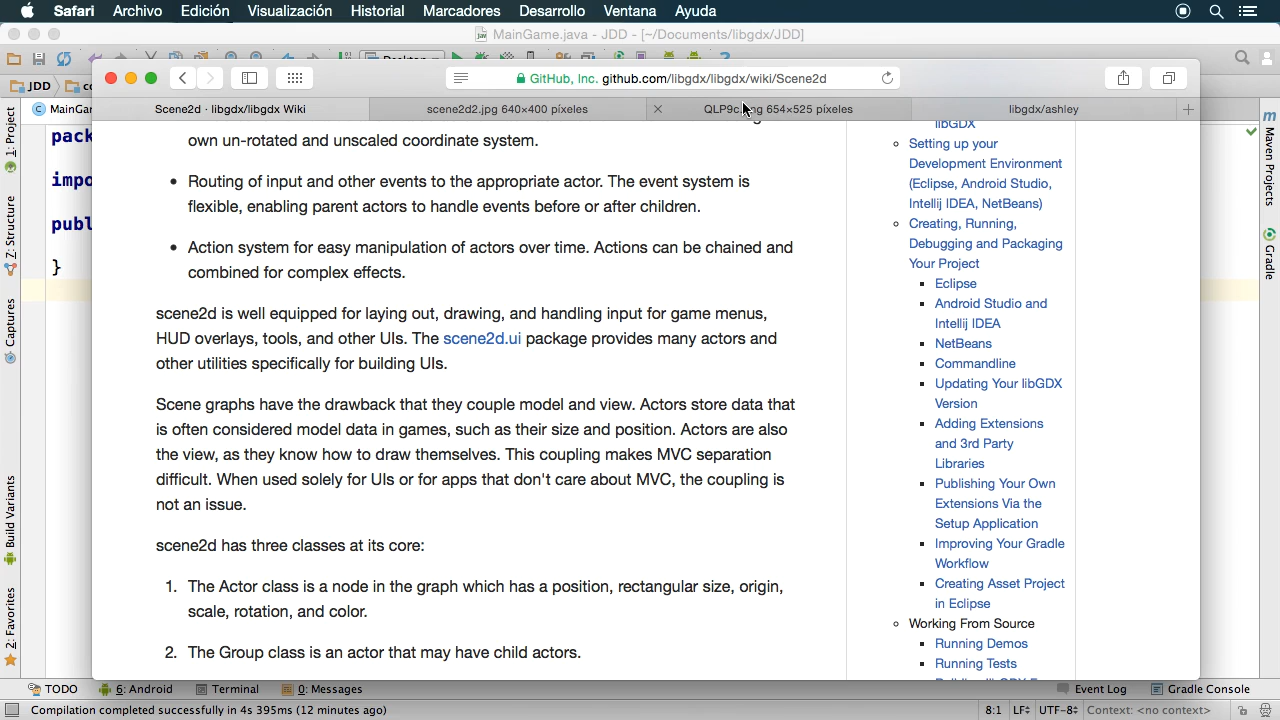 Safari Archivo Edición Visualización Historial Marcadores Desarrollo Ventana Ayuda
MainGame.java - JDD - [~/Documents/libgdx/JDD]
GitHub, Inc. github.com/libgdx/libgdx/wiki/Scene2d
JDD
Scene2d · libgdx/libgdx Wiki
scene2d2.jpg 640×400 píxeles
654×525 píxeles
libgdx/ashley
1: Project
Z: Structure
Captures
Build Variants
2: Favorites
Maven Projects
Gradle
pack
impo
publ
}
own un-rotated and unscaled coordinate system.
• Routing of input and other events to the appropriate actor. The event system is
flexible, enabling parent actors to handle events before or after children.
• Action system for easy manipulation of actors over time. Actions can be chained and
combined for complex effects.
scene2d is well equipped for laying out, drawing, and handling input for game menus,
HUD overlays, tools, and other UIs. The scene2d.ui package provides many actors and
other utilities specifically for building UIs.
Scene graphs have the drawback that they couple model and view. Actors store data that
is often considered model data in games, such as their size and position. Actors are also
the view, as they know how to draw themselves. This coupling makes MVC separation
difficult. When used solely for UIs or for apps that don't care about MVC, the coupling is
not an issue.
scene2d has three classes at its core:
1. The Actor class is a node in the graph which has a position, rectangular size, origin,
scale, rotation, and color.
2. The Group class is an actor that may have child actors.
libGDX
Setting up your
Development Environment
(Eclipse, Android Studio,
Intellij IDEA, NetBeans)
Creating, Running,
Debugging and Packaging
Your Project
Eclipse
Android Studio and
Intellij IDEA
NetBeans
Commandline
Updating Your libGDX
Version
Adding Extensions
and 3rd Party
Libraries
Publishing Your Own
Extensions Via the
Setup Application
Improving Your Gradle
Workflow
Creating Asset Project
in Eclipse
Working From Source
Running Demos
Running Tests
TODO 6: Android Terminal 0: Messages Event Log Gradle Console
Compilation completed successfully in 4s 395ms (12 minutes ago) 8:1 LF÷ UTF-8÷ Context: <no context>